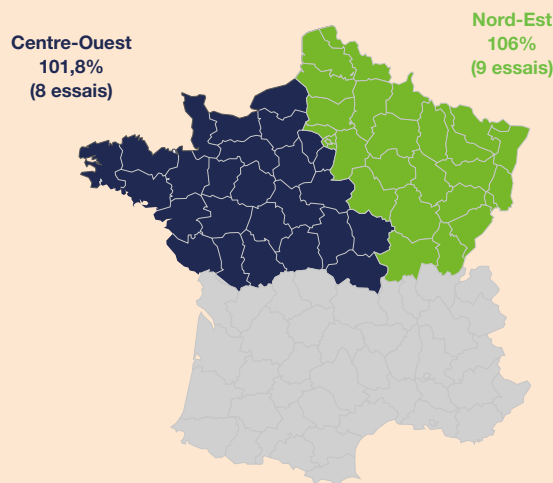 Centre-Ouest
101,8%
(8 essais)
Nord-Est
106%
(9 essais)